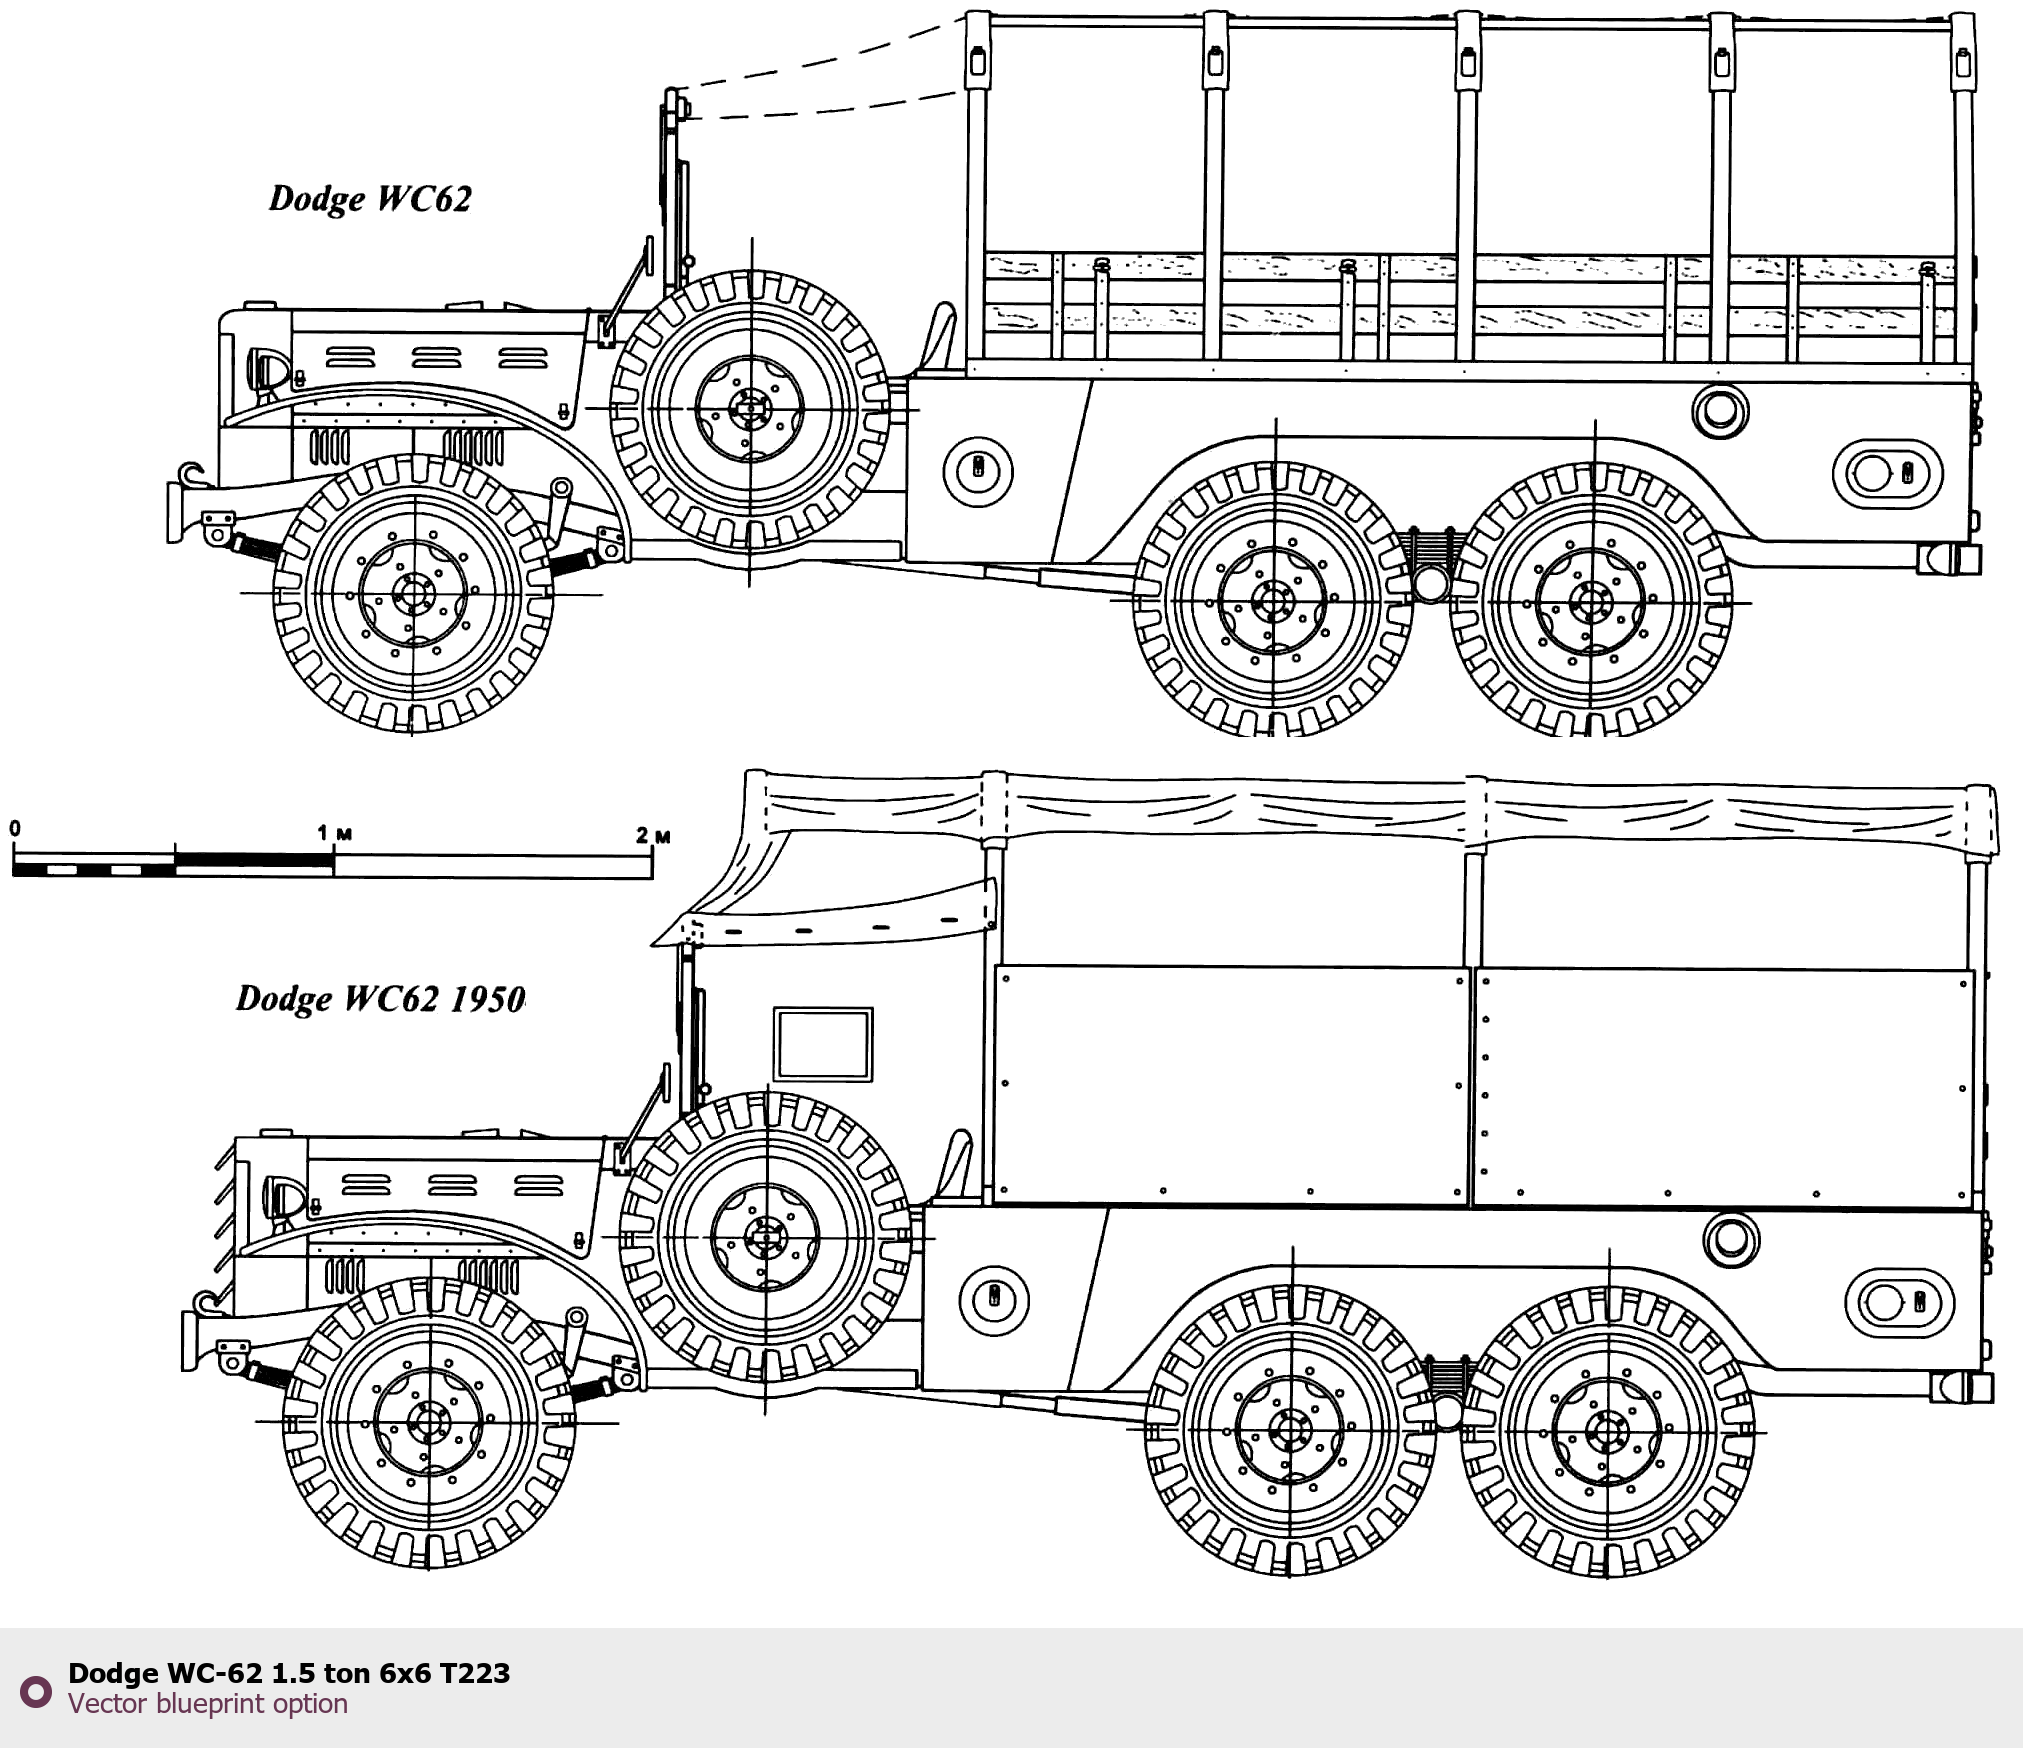 Dodge WC62
0 1 м 2 м
Dodge WC62 1950
Dodge WC-62 1.5 ton 6x6 T223
Vector blueprint option